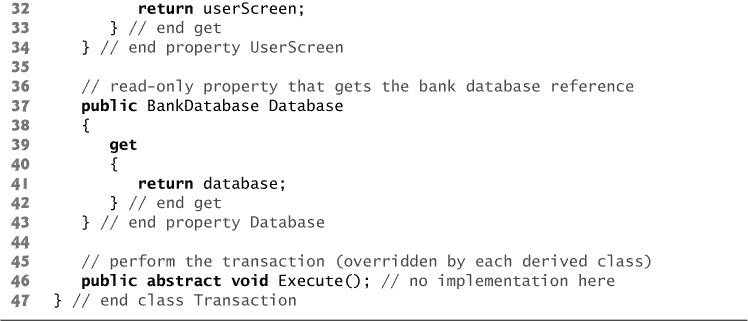 32 return userScreen;
33 } // end get
34 } // end property UserScreen
35
36 // read-only property that gets the bank database reference
37 public BankDatabase Database
38 {
39 get
40 {
41 return database;
42 } // end get
43 } // end property Database
44
45 // perform the transaction (overridden by each derived class)
46 public abstract void Execute(); // no implementation here
47 } // end class Transaction